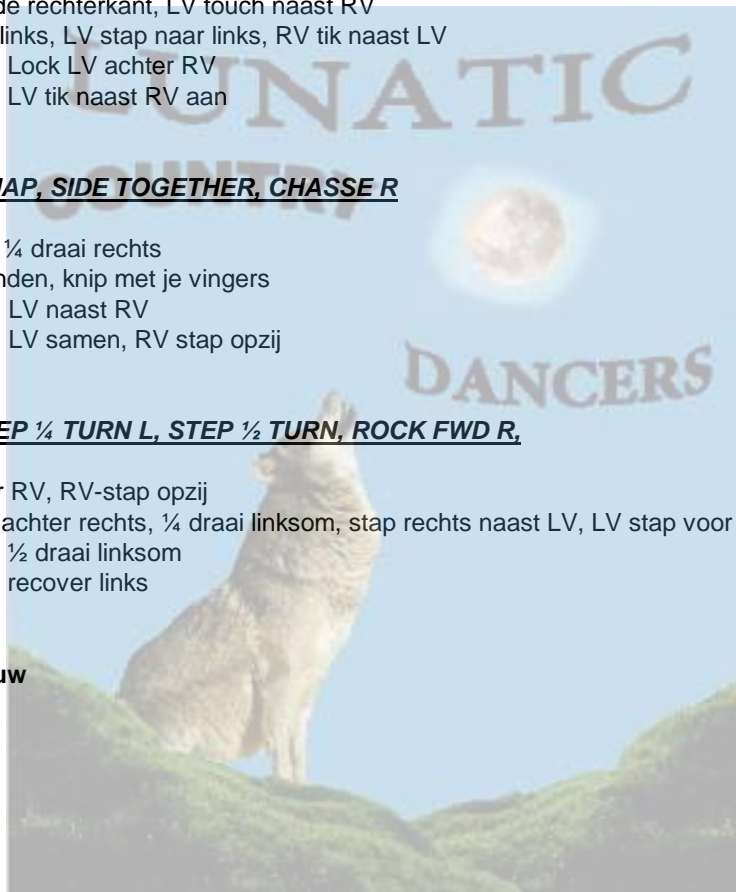 de rechterkant, LV touch naast RV
links, LV stap naar links, RV tik naast LV
LUNATIC
Lock LV achter RV
LV tik naast RV aan
AP, SIDE TOGETHER, CHASSE R
COUNTRY
¼ draai rechts
nden, knip met je vingers
LV naast RV
LV samen, RV stap opzij
DANCERS
EP ¼ TURN L, STEP ½ TURN, ROCK FWD R,
r RV, RV-stap opzij
achter rechts, ¼ draai linksom, stap rechts naast LV, LV stap voor
½ draai linksom
recover links
uw